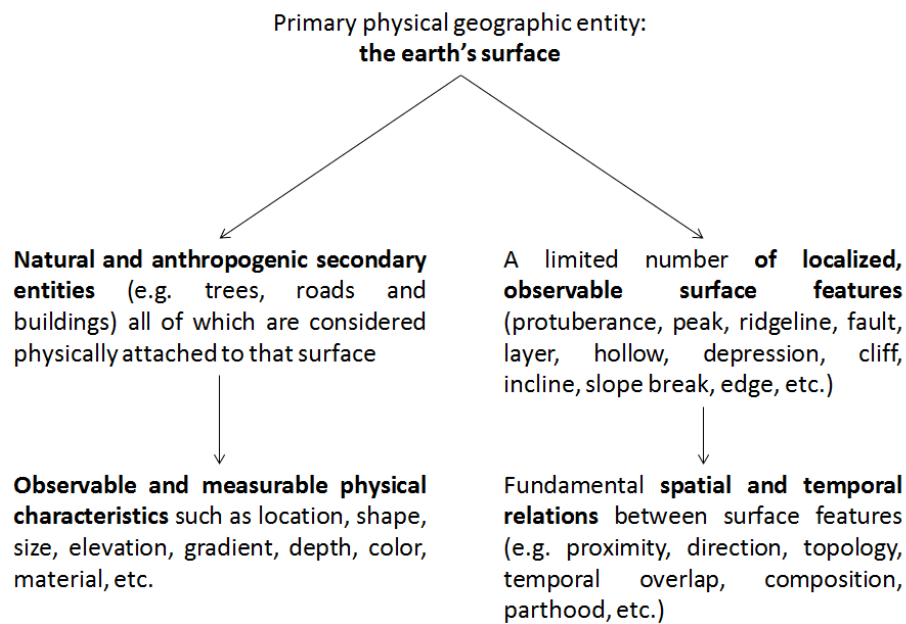 Primary physical geographic entity:
the earth's surface
Natural and anthropogenic secondary
entities (e.g. trees, roads and
buildings) all of which are considered
physically attached to that surface
A limited number of localized,
observable surface features
(protuberance, peak, ridgeline, fault,
layer, hollow, depression, cliff,
incline, slope break, edge, etc.)
Observable and measurable physical
characteristics such as location, shape,
size, elevation, gradient, depth, color,
material, etc.
Fundamental spatial and temporal
relations between surface features
(e.g. proximity, direction, topology,
temporal overlap, composition,
parthood, etc.)